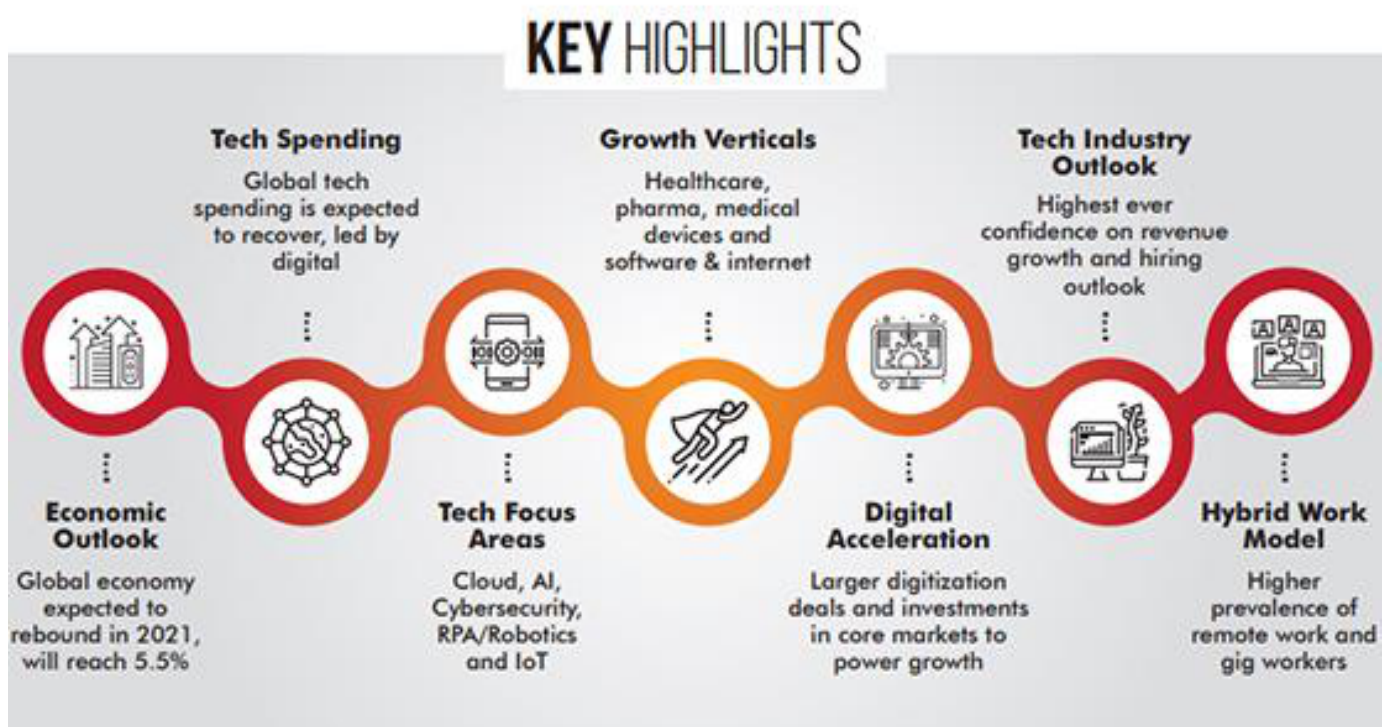 KEY HIGHLIGHTS
Economic
Outlook
Global economy
expected to
rebound in 2021,
will reach 5.5%
Tech Spending
Global tech
spending is expected
to recover, led by
digital
Tech Focus
Areas
Cloud, AI,
Cybersecurity,
RPA/Robotics
and IoT
Growth Verticals
Healthcare,
pharma, medical
devices and
software & internet
Digital
Acceleration
Larger digitization
deals and investments
in core markets to
power growth
Tech Industry
Outlook
Highest ever
confidence on revenue
growth and hiring
outlook
Hybrid Work
Model
Higher
prevalence of
remote work and
gig workers